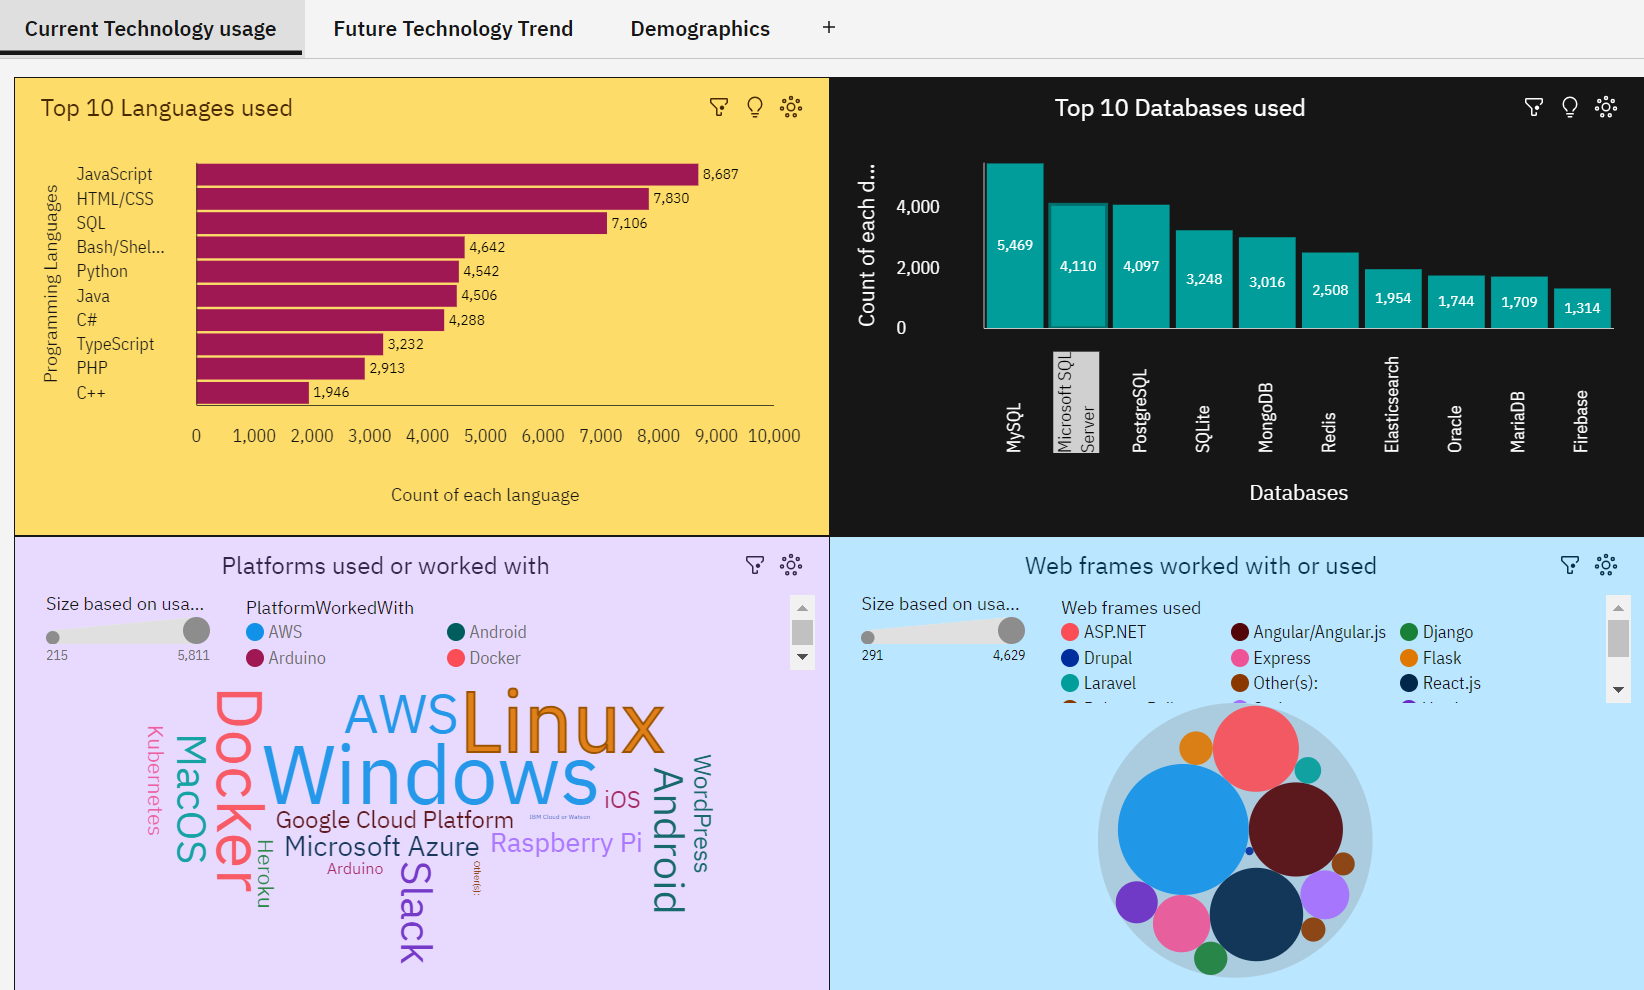 Current Technology usage
Future Technology Trend
Demographics
+
Top 10 Languages used
Programming Languages
JavaScript
8,687
HTML/CSS
7,830
SQL
7,106
Bash/Shel...
4,642
Python
4,542
Java
4,506
C#
4,288
TypeScript
3,232
PHP
2,913
C++
1,946
0 1,000 2,000 3,000 4,000 5,000 6,000 7,000 8,000 9,000 10,000
Count of each language
Top 10 Databases used
Count of each d...
4,000
2,000
0
5,469
4,110
4,097
3,248
3,016
2,508
1,954
1,744
1,709
1,314
MySQL
Microsoft SQL
Server
PostgreSQL
SQLite
MongoDB
Redis
Elasticsearch
Oracle
MariaDB
Firebase
Databases
Platforms used or worked with
Size based on usa...
215 5,811
PlatformWorkedWith
AWS
Android
Arduino
Docker
Kubernetes
MacOS
Docker
AWS
Linux
Windows
iOS
Android
WordPress
Google Cloud Platform
IBM Cloud or Watson
Microsoft Azure
Raspberry Pi
Heroku
Arduino
Slack
Other(s):
Web frames worked with or used
Size based on usa...
291 4,629
Web frames used
ASP.NET
Angular/Angular.js
Django
Drupal
Express
Flask
Laravel
Other(s):
React.js